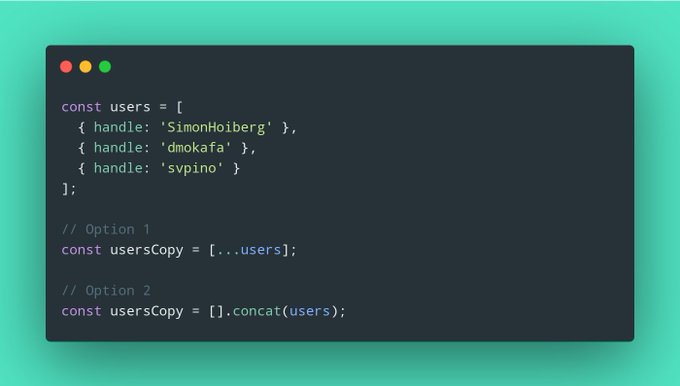 const users = [
  { handle: 'SimonHoiberg' },
  { handle: 'dmokafa' },
  { handle: 'svpino' }
];
// Option 1
const usersCopy = [...users];
// Option 2
const usersCopy = [].concat(users);